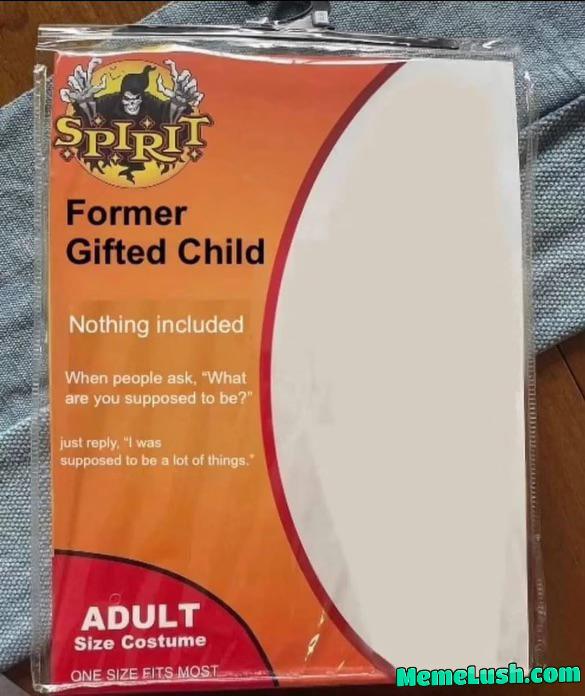 SPIRIT
Former
Gifted Child
Nothing included
When people ask, “What
are you supposed to be?”
just reply, “I was
supposed to be a lot of things.”
ADULT
Size Costume
ONE SIZE FITS MOST
MemeLush.com